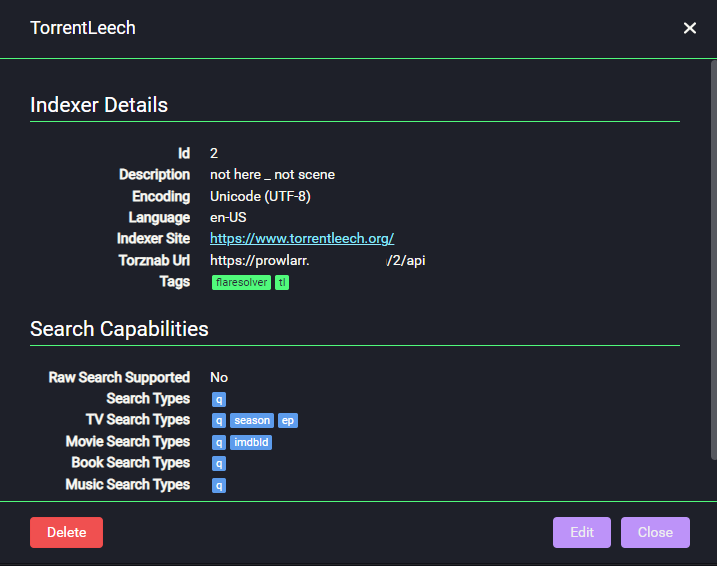 TorrentLeech
Indexer Details
Id 2
Description not here _ not scene
Encoding Unicode (UTF-8)
Language en-US
Indexer Site https://www.torrentleech.org/
Torznab Url https://prowlarr. /2/api
Tags flaresolver tl
Search Capabilities
Raw Search Supported No
Search Types q
TV Search Types q season ep
Movie Search Types q imdbId
Book Search Types q
Music Search Types q
Delete Edit Close